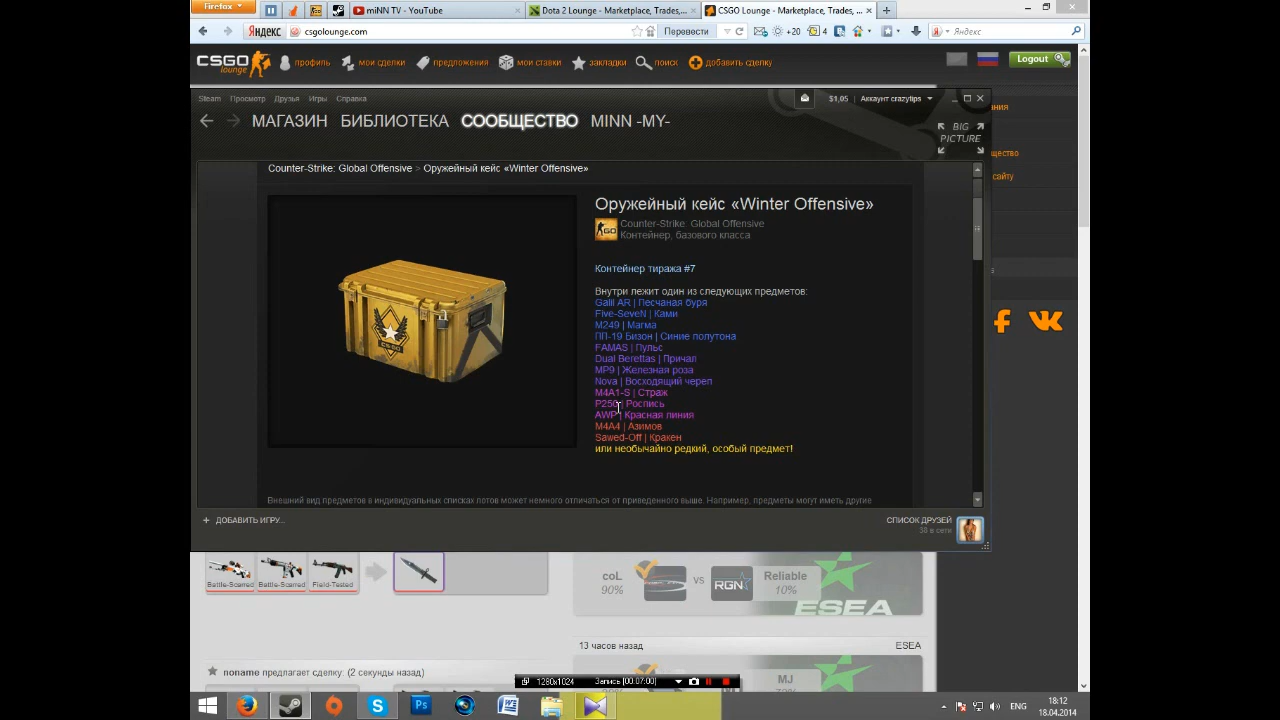 Firefox
miNN TV - YouTube
Dota 2 Lounge - Marketplace, Trades,...
CSGO Lounge - Marketplace, Trades, ...
Яндекс
csgolounge.com
Перевести
+20
4
Яндекс
CSGO lounge
профиль
мои сделки
предложения
мои ставки
закладки
поиск
добавить сделку
Logout
Steam Просмотр Друзья Игры Справка
$1,05
Аккаунт crazytips
МАГАЗИН БИБЛИОТЕКА СООБЩЕСТВО MINN -MY-
BIG PICTURE
Counter-Strike: Global Offensive > Оружейный кейс «Winter Offensive»
Оружейный кейс «Winter Offensive»
Counter-Strike: Global Offensive
Контейнер, базового класса
Контейнер тиража #7
Внутри лежит один из следующих предметов:
Galil AR | Песчаная буря
Five-SeveN | Ками
M249 | Магма
ПП-19 Бизон | Синие полутона
FAMAS | Пульс
Dual Berettas | Причал
MP9 | Железная роза
Nova | Восходящий череп
M4A1-S | Страж
P250 | Роспись
AWP | Красная линия
M4A4 | Азимов
Sawed-Off | Кракен
или необычайно редкий, особый предмет!
Внешний вид предметов в индивидуальных списках лотов может немного отличаться от приведенного выше. Например, предметы могут иметь другие
ДОБАВИТЬ ИГРУ...
СПИСОК ДРУЗЕЙ
38 в сети
Battle-Scarred Battle-Scarred Field-Tested
coL
90%
vs
RGN
Reliable
10%
ESEA
13 часов назад
ESEA
noname предлагает сделку: (2 секунды назад)
MJ
1280x1024
Запись [00:07:00]
ENG
18:12
18.04.2014